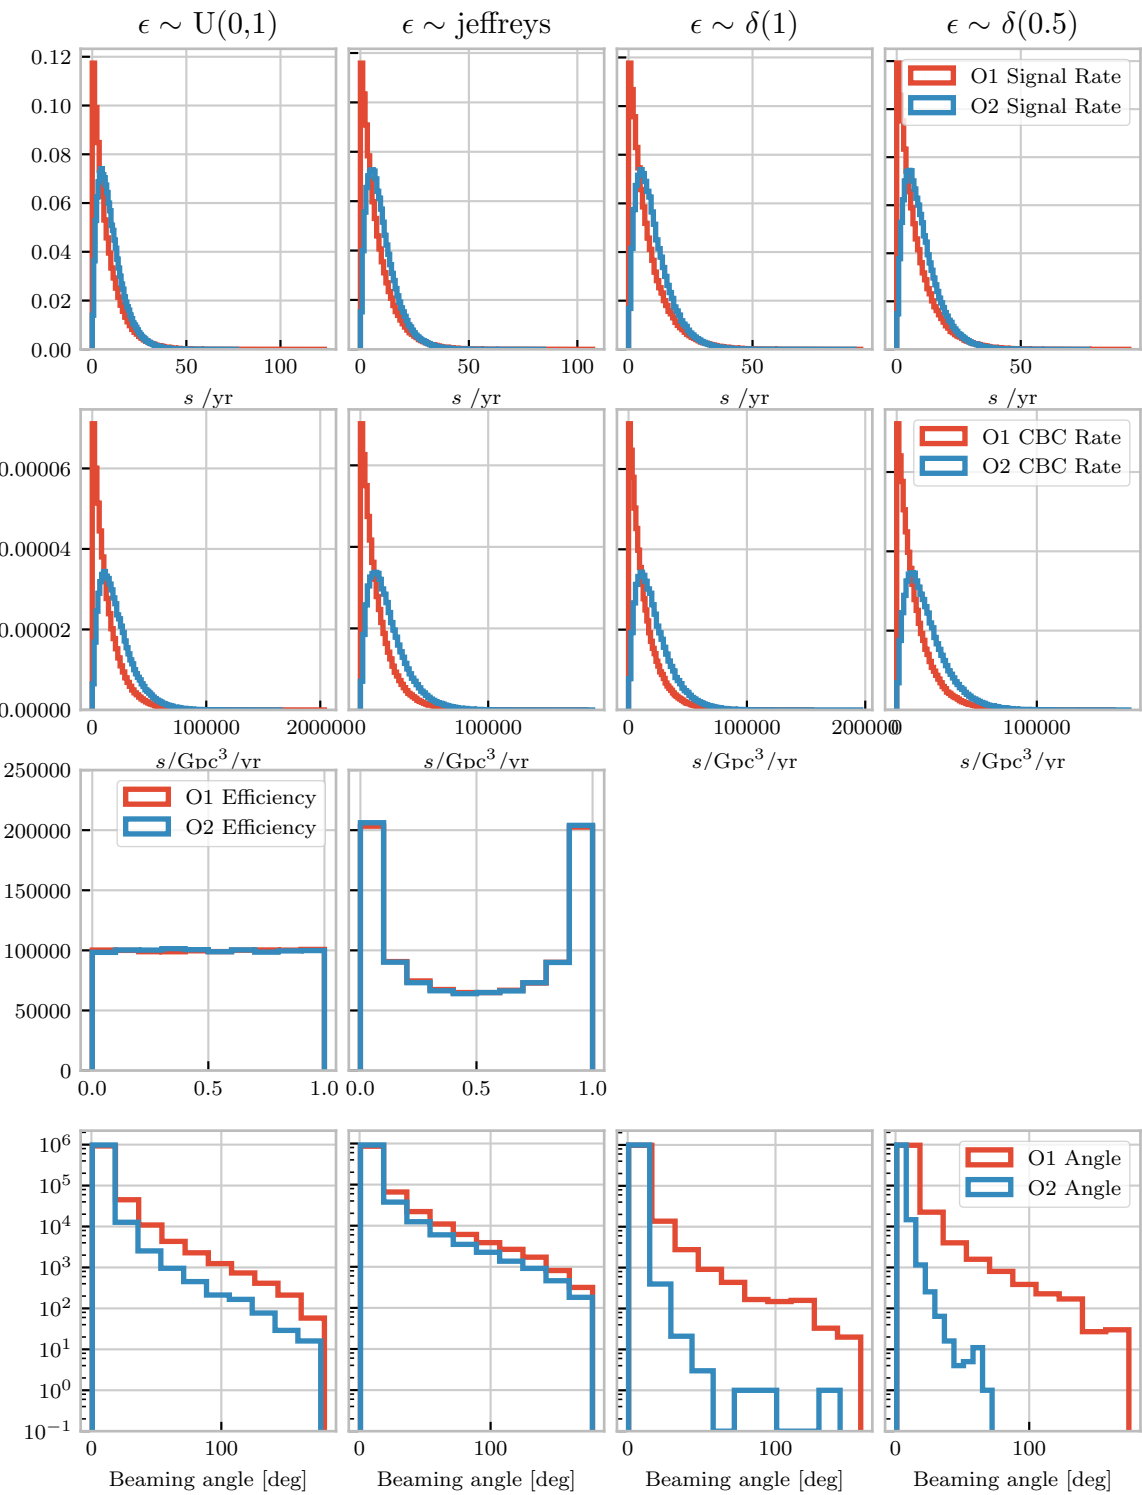 ϵ ∼ U(0,1) ϵ ∼ jeffreys ϵ ∼ δ(1) ϵ ∼ δ(0.5)
0.12
0.10
0.08
0.06
0.04
0.02
0.00
O1 Signal Rate
O2 Signal Rate
0 50 100 0 50 100 0 50 0 50
s /yr s /yr s /yr s /yr
0.00006
0.00004
0.00002
0.00000
O1 CBC Rate
O2 CBC Rate
0 100000 200000 100000 0 100000 200000 0 100000
s/Gpc³/yr s/Gpc³/yr s/Gpc³/yr s/Gpc³/yr
250000
200000
150000
100000
50000
0
O1 Efficiency
O2 Efficiency
0.0 0.5 1.0 0.0 0.5 1.0
10⁶
10⁵
10⁴
10³
10²
10¹
10⁰
10⁻¹
O1 Angle
O2 Angle
0 100 100 0 100 0 100
Beaming angle [deg] Beaming angle [deg] Beaming angle [deg] Beaming angle [deg]